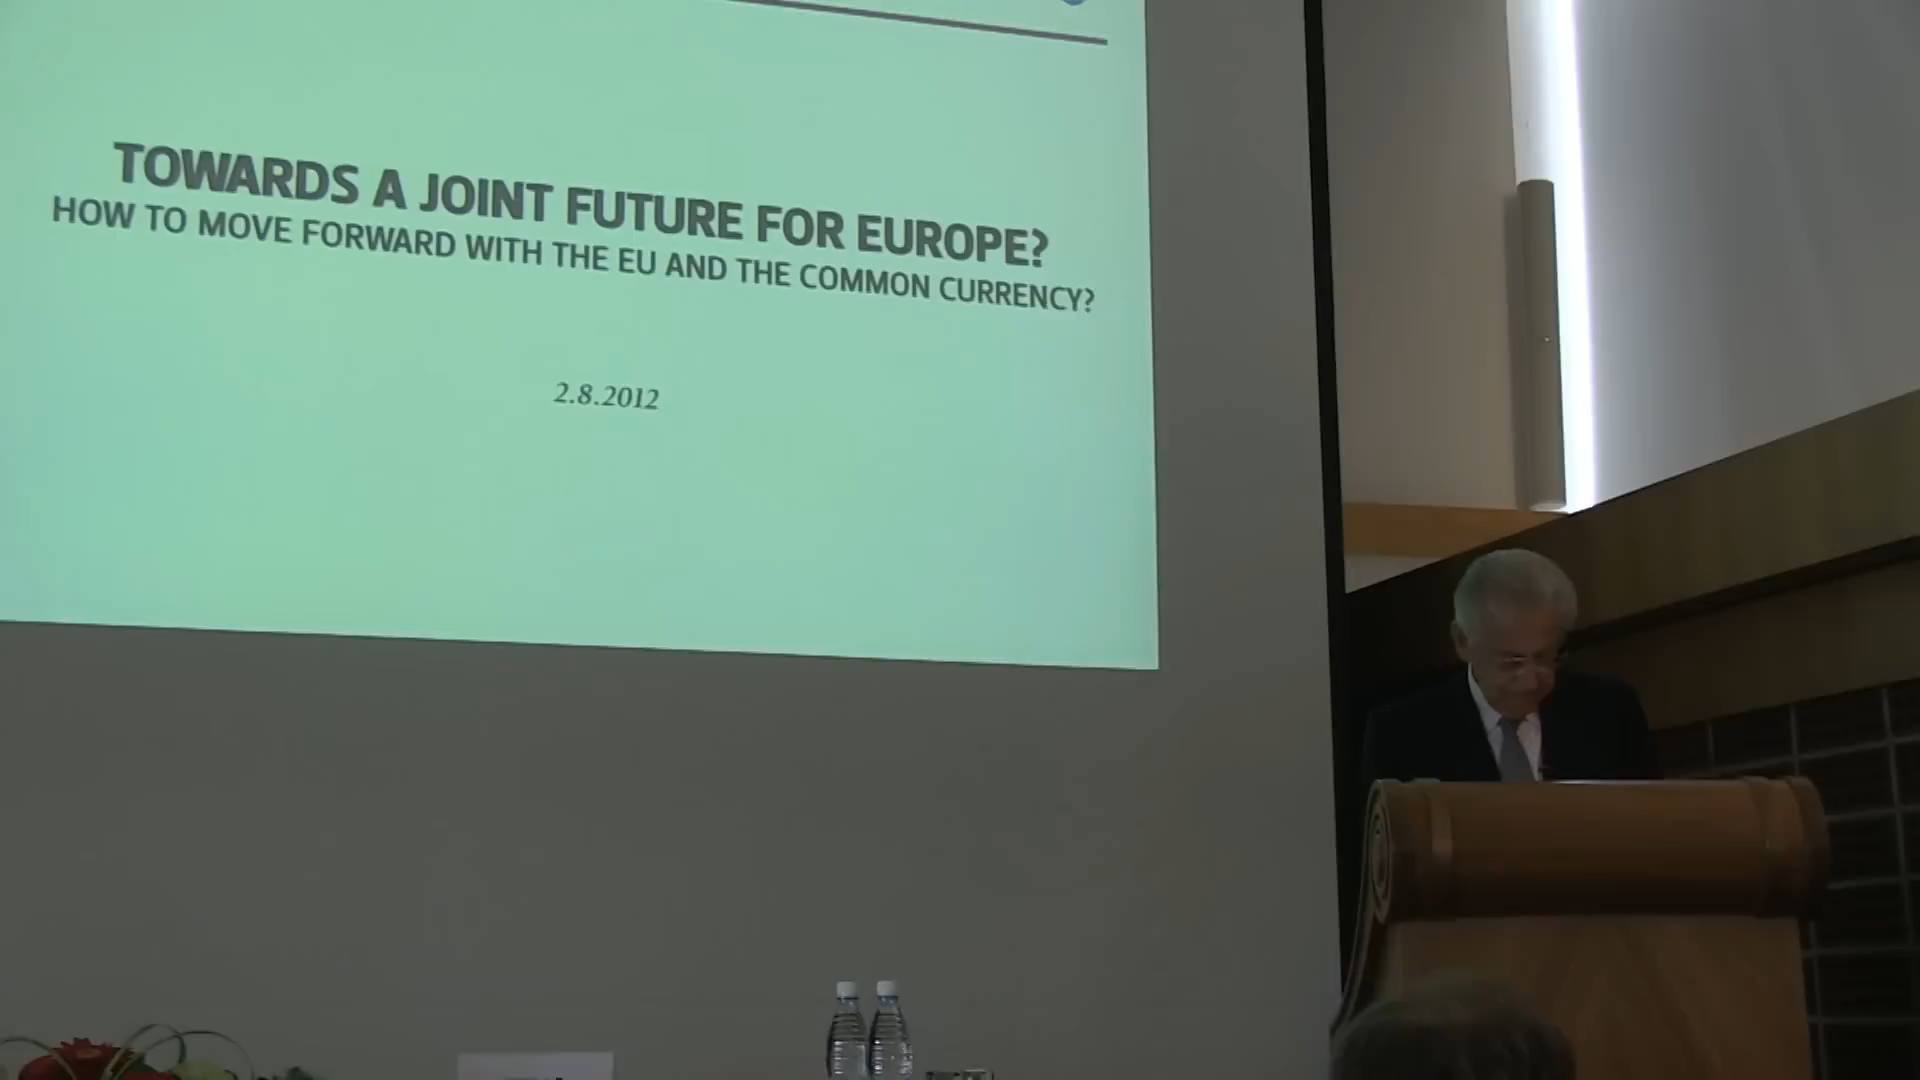 TOWARDS A JOINT FUTURE FOR EUROPE?
HOW TO MOVE FORWARD WITH THE EU AND THE COMMON CURRENCY?
2.8.2012